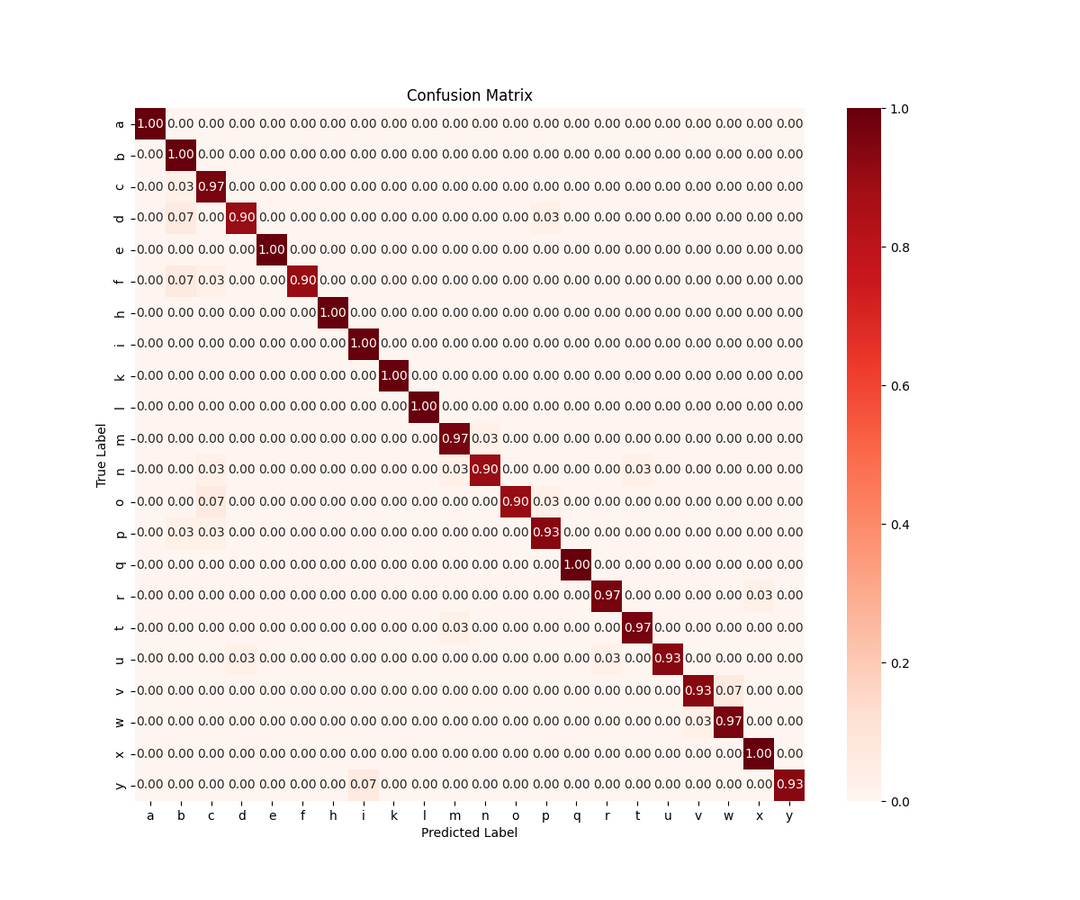 Confusion Matrix
a 1.00 0.00 0.00 0.00 0.00 0.00 0.00 0.00 0.00 0.00 0.00 0.00 0.00 0.00 0.00 0.00 0.00 0.00 0.00 0.00 0.00 0.00
b 0.00 1.00 0.00 0.00 0.00 0.00 0.00 0.00 0.00 0.00 0.00 0.00 0.00 0.00 0.00 0.00 0.00 0.00 0.00 0.00 0.00 0.00
c 0.00 0.03 0.97 0.00 0.00 0.00 0.00 0.00 0.00 0.00 0.00 0.00 0.00 0.00 0.00 0.00 0.00 0.00 0.00 0.00 0.00 0.00
d 0.00 0.07 0.00 0.90 0.00 0.00 0.00 0.00 0.00 0.00 0.00 0.00 0.00 0.03 0.00 0.00 0.00 0.00 0.00 0.00 0.00 0.00
e 0.00 0.00 0.00 0.00 1.00 0.00 0.00 0.00 0.00 0.00 0.00 0.00 0.00 0.00 0.00 0.00 0.00 0.00 0.00 0.00 0.00 0.00
f 0.00 0.07 0.03 0.00 0.00 0.90 0.00 0.00 0.00 0.00 0.00 0.00 0.00 0.00 0.00 0.00 0.00 0.00 0.00 0.00 0.00 0.00
h 0.00 0.00 0.00 0.00 0.00 0.00 1.00 0.00 0.00 0.00 0.00 0.00 0.00 0.00 0.00 0.00 0.00 0.00 0.00 0.00 0.00 0.00
i 0.00 0.00 0.00 0.00 0.00 0.00 0.00 1.00 0.00 0.00 0.00 0.00 0.00 0.00 0.00 0.00 0.00 0.00 0.00 0.00 0.00 0.00
k 0.00 0.00 0.00 0.00 0.00 0.00 0.00 0.00 1.00 0.00 0.00 0.00 0.00 0.00 0.00 0.00 0.00 0.00 0.00 0.00 0.00 0.00
l 0.00 0.00 0.00 0.00 0.00 0.00 0.00 0.00 0.00 1.00 0.00 0.00 0.00 0.00 0.00 0.00 0.00 0.00 0.00 0.00 0.00 0.00
m 0.00 0.00 0.00 0.00 0.00 0.00 0.00 0.00 0.00 0.00 0.97 0.03 0.00 0.00 0.00 0.00 0.00 0.00 0.00 0.00 0.00 0.00
n 0.00 0.00 0.03 0.00 0.00 0.00 0.00 0.00 0.00 0.00 0.03 0.90 0.00 0.00 0.00 0.00 0.03 0.00 0.00 0.00 0.00 0.00
o 0.00 0.00 0.07 0.00 0.00 0.00 0.00 0.00 0.00 0.00 0.00 0.00 0.90 0.03 0.00 0.00 0.00 0.00 0.00 0.00 0.00 0.00
p 0.00 0.03 0.03 0.00 0.00 0.00 0.00 0.00 0.00 0.00 0.00 0.00 0.00 0.93 0.00 0.00 0.00 0.00 0.00 0.00 0.00 0.00
q 0.00 0.00 0.00 0.00 0.00 0.00 0.00 0.00 0.00 0.00 0.00 0.00 0.00 0.00 1.00 0.00 0.00 0.00 0.00 0.00 0.00 0.00
r 0.00 0.00 0.00 0.00 0.00 0.00 0.00 0.00 0.00 0.00 0.00 0.00 0.00 0.00 0.00 0.97 0.00 0.00 0.00 0.00 0.03 0.00
t 0.00 0.00 0.00 0.00 0.00 0.00 0.00 0.00 0.00 0.00 0.03 0.00 0.00 0.00 0.00 0.00 0.97 0.00 0.00 0.00 0.00 0.00
u 0.00 0.00 0.00 0.03 0.00 0.00 0.00 0.00 0.00 0.00 0.00 0.00 0.00 0.00 0.00 0.03 0.00 0.93 0.00 0.00 0.00 0.00
v 0.00 0.00 0.00 0.00 0.00 0.00 0.00 0.00 0.00 0.00 0.00 0.00 0.00 0.00 0.00 0.00 0.00 0.00 0.93 0.07 0.00 0.00
w 0.00 0.00 0.00 0.00 0.00 0.00 0.00 0.00 0.00 0.00 0.00 0.00 0.00 0.00 0.00 0.00 0.00 0.00 0.03 0.97 0.00 0.00
x 0.00 0.00 0.00 0.00 0.00 0.00 0.00 0.00 0.00 0.00 0.00 0.00 0.00 0.00 0.00 0.00 0.00 0.00 0.00 0.00 1.00 0.00
y 0.00 0.00 0.00 0.00 0.00 0.00 0.00 0.07 0.00 0.00 0.00 0.00 0.00 0.00 0.00 0.00 0.00 0.00 0.00 0.00 0.00 0.93
a b c d e f h i k l m n o p q r t u v w x y
Predicted Label
True Label
1.0
0.8
0.6
0.4
0.2
0.0